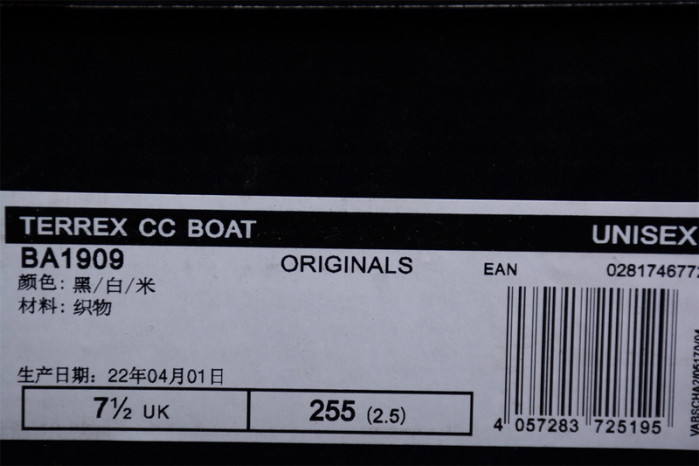 TERREX CC BOAT
UNISEX
BA1909
ORIGINALS
EAN
028174677
颜色: 黑/白/米
材料: 织物
生产日期: 22年04月01日
7½ UK
255 (2.5)
4 057283 725195